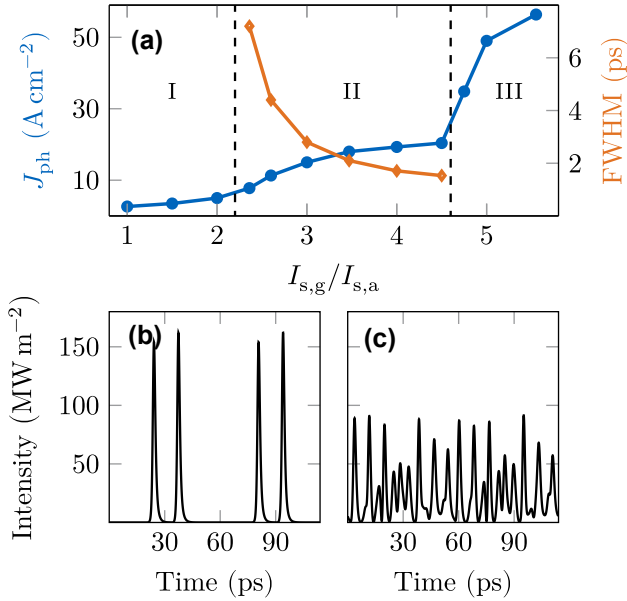 (a)
50
30
10
J_ph (A cm⁻²)
I
II
III
6
4
2
FWHM (ps)
1 2 3 4 5
I_s,g/I_s,a
(b)
(c)
150
100
50
Intensity (MW m⁻²)
30 60 90
30 60 90
Time (ps)
Time (ps)